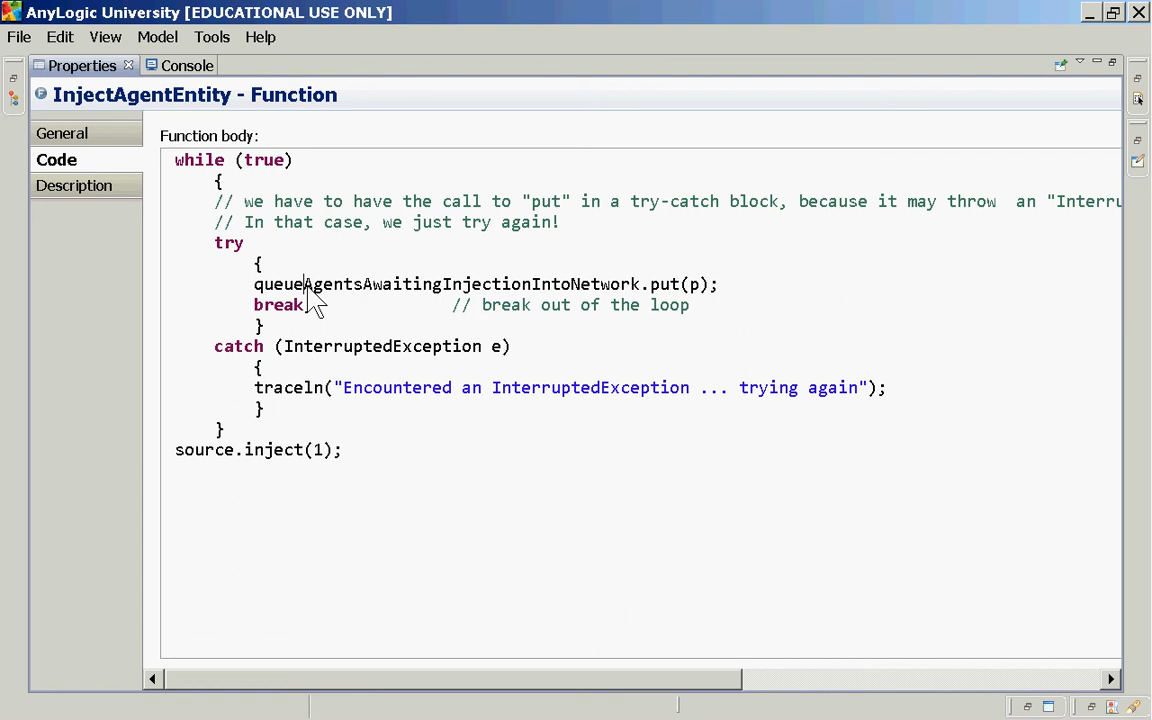 AnyLogic University [EDUCATIONAL USE ONLY]
File Edit View Model Tools Help
Properties Console
InjectAgentEntity - Function
General
Code
Description
Function body:
while (true)
{
// we have to have the call to "put" in a try-catch block, because it may throw  an "Interru
// In that case, we just try again!
try
{
queueAgentsAwaitingInjectionIntoNetwork.put(p);
break // break out of the loop
}
catch (InterruptedException e)
{
traceln("Encountered an InterruptedException ... trying again");
}
}
source.inject(1);